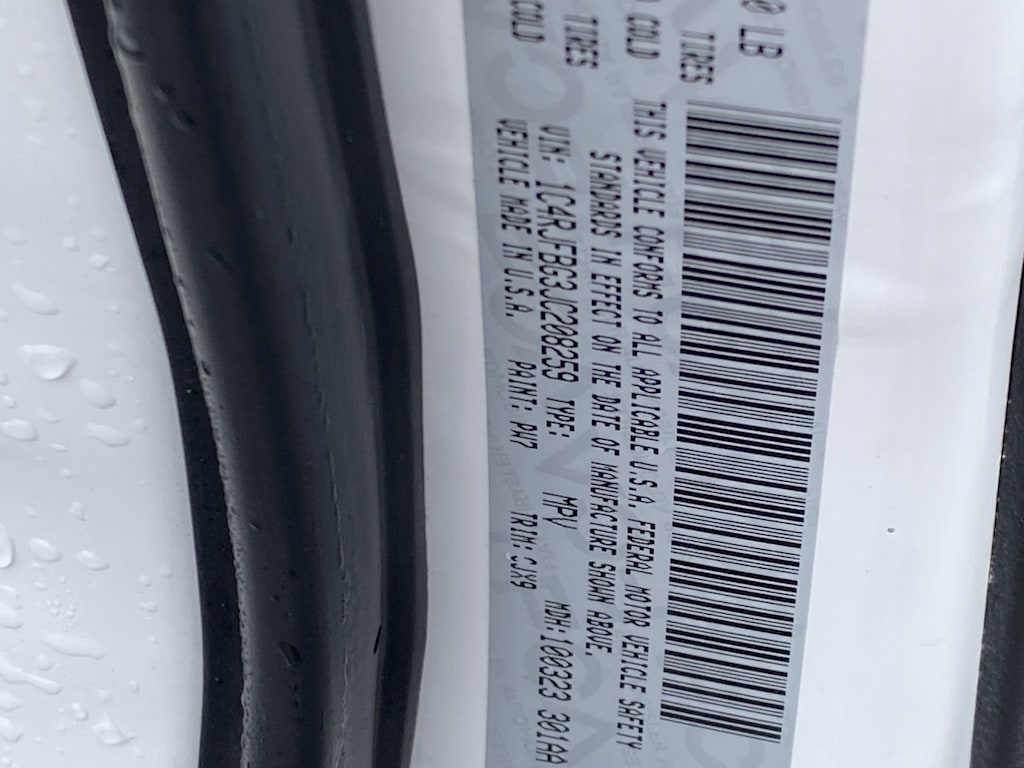 0 LB
TIRES
COLD
TIRES
COLD
THIS VEHICLE CONFORMS TO ALL APPLICABLE U.S.A. FEDERAL MOTOR VEHICLE SAFETY
STANDARDS IN EFFECT ON THE DATE OF MANUFACTURE SHOWN ABOVE.
VIN: 1C4RJFBG3JC208259 TYPE: MPV MDH: 100323 301AA
VEHICLE MADE IN U.S.A. PAINT: PW7 TRIM: CJX9